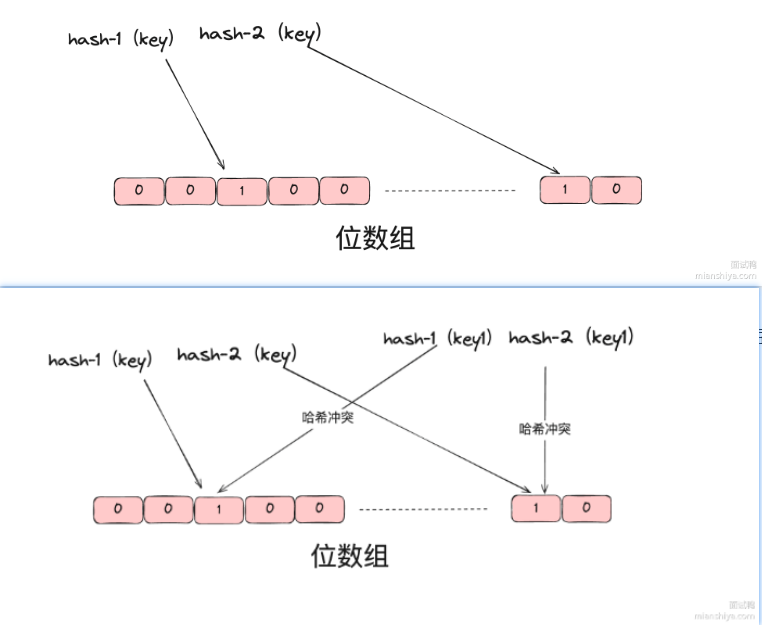 hash-1 (key) hash-2 (key)
0 0 1 0 0 1 0
位数组
面试鸭
mianshiya.com
hash-1 (key) hash-2 (key) hash-1 (key1) hash-2 (key1)
哈希冲突 哈希冲突
0 0 1 0 0 1 0
位数组
面试鸭
mianshiya.com